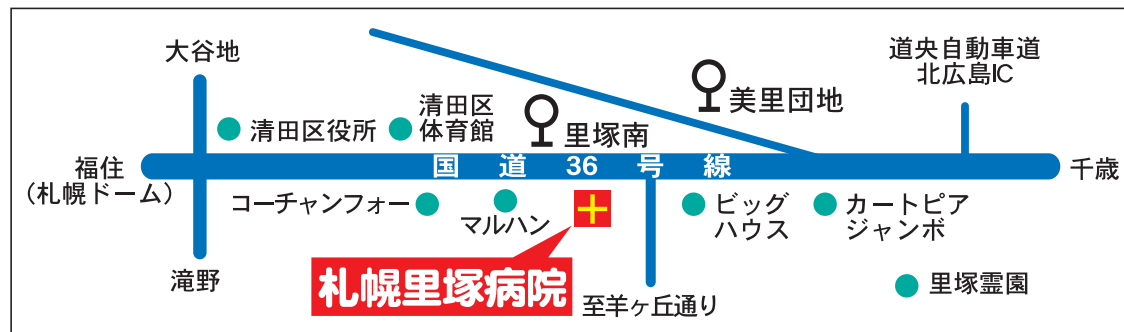 大谷地
道央自動車道
北広島IC
清田区
体育館
美里団地
清田区役所
里塚南
福住
(札幌ドーム)
国道36号線
千歳
コーチャンフォー
マルハン
ビッグ
ハウス
カートピア
ジャンボ
滝野
札幌里塚病院
至羊ヶ丘通り
里塚霊園